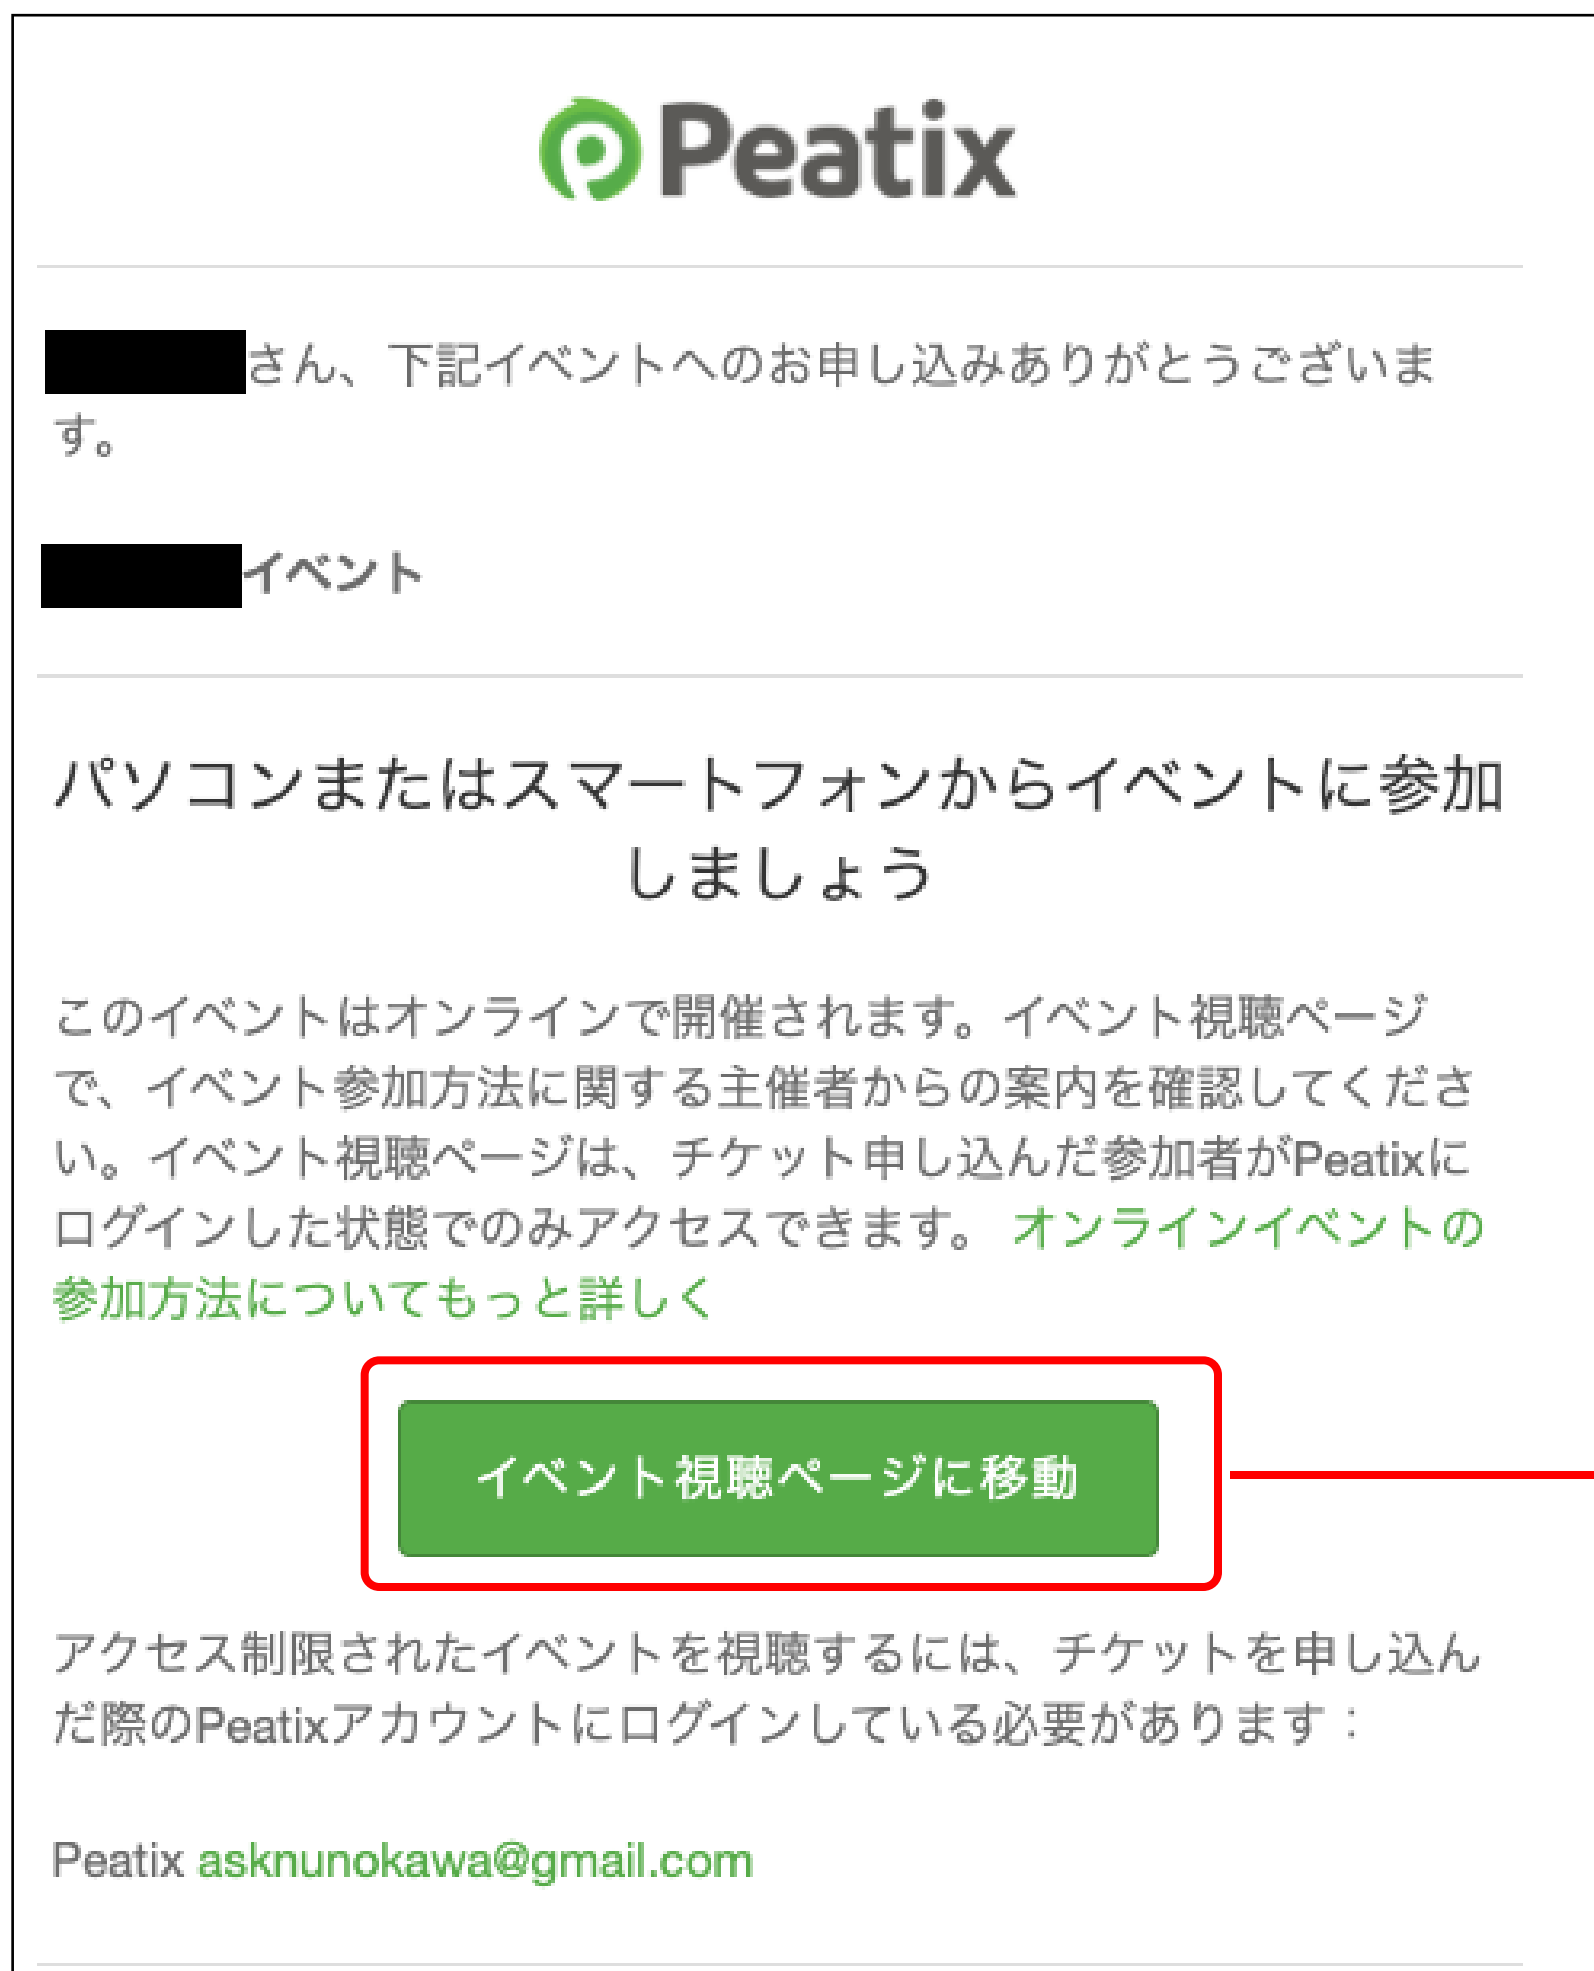 Peatix
さん、下記イベントへのお申し込みありがとうございま
す。
イベント
パソコンまたはスマートフォンからイベントに参加
しましょう
このイベントはオンラインで開催されます。イベント視聴ページ
で、イベント参加方法に関する主催者からの案内を確認してくださ
い。イベント視聴ページは、チケット申し込んだ参加者がPeatixに
ログインした状態でのみアクセスできます。 オンラインイベントの
参加方法についてもっと詳しく
イベント視聴ページに移動
アクセス制限されたイベントを視聴するには、チケットを申し込ん
だ際のPeatixアカウントにログインしている必要があります：
Peatix asknunokawa@gmail.com